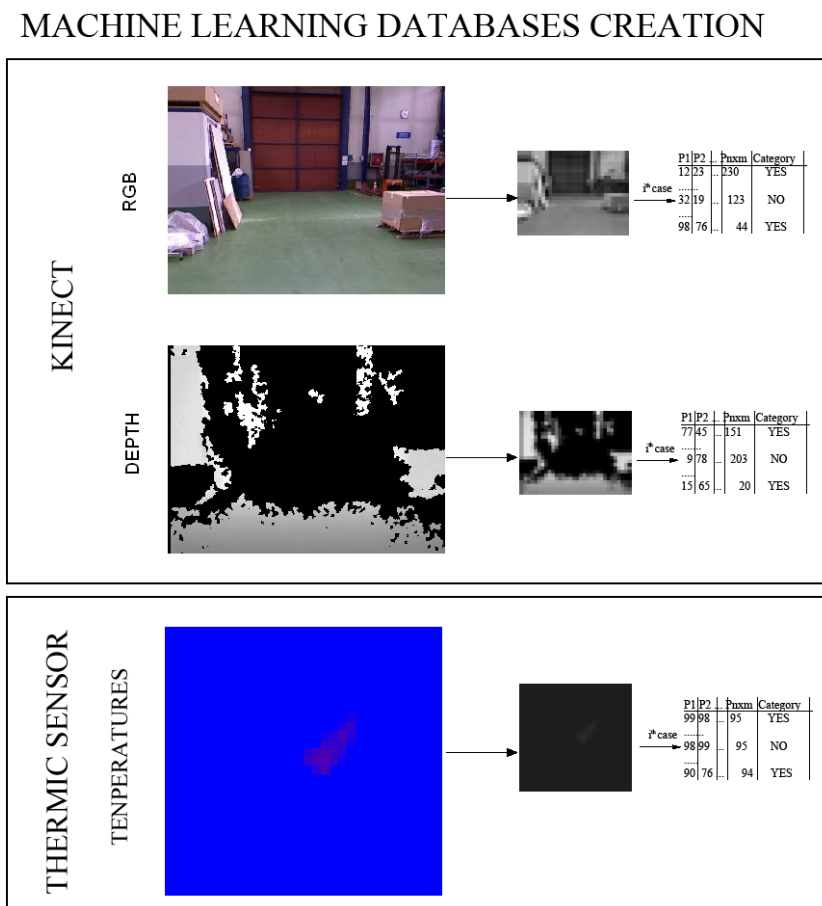 MACHINE LEARNING DATABASES CREATION
KINECT
RGB
i th case
P1 P2 ... Pnxm Category
12 23 ... 230 YES
.......
32 19 ... 123 NO
.....
98 76 ... 44 YES
DEPTH
i th case
P1 P2 ... Pnxm Category
77 45 ... 151 YES
.......
9 78 ... 203 NO
.....
15 65 ... 20 YES
THERMIC SENSOR
TENPERATURES
i th case
P1 P2 ... Pnxm Category
99 98 ... 95 YES
.......
98 99 ... 95 NO
.....
90 76 ... 94 YES